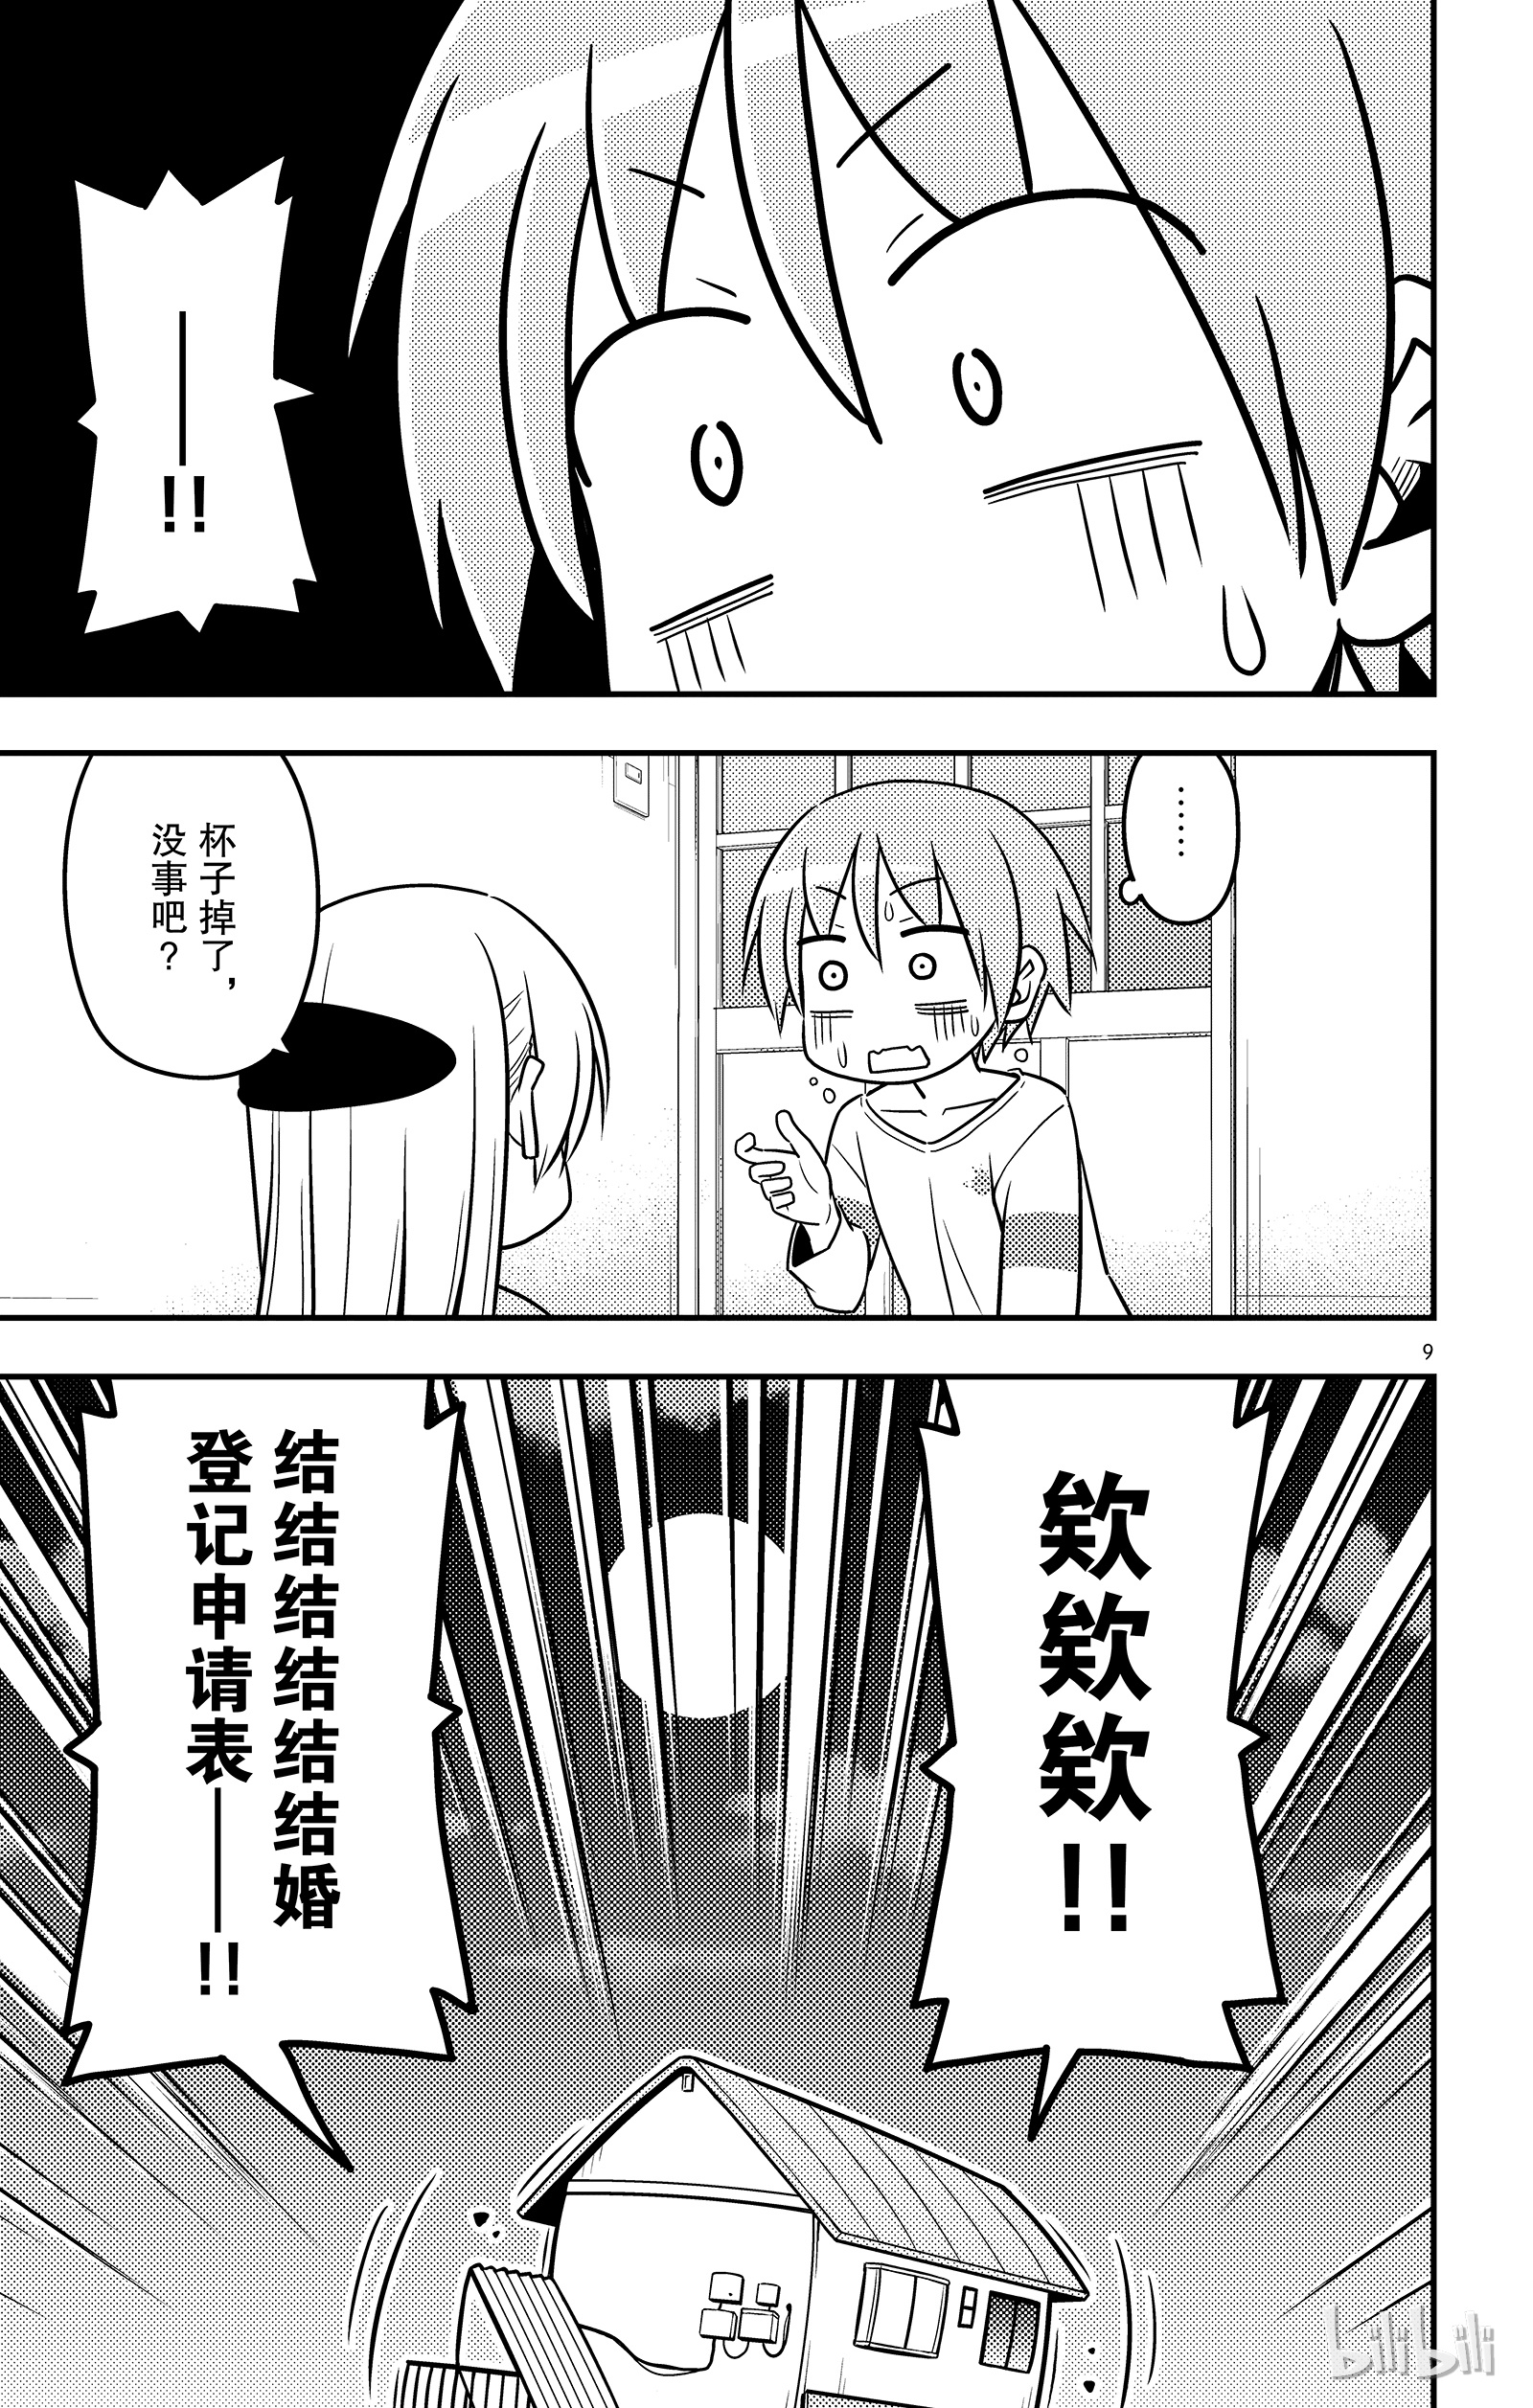 ——!!
……
杯子掉了，
没事吧？
9
欸欸欸!!
结结结结结结婚
登记申请表——!!
bilibili